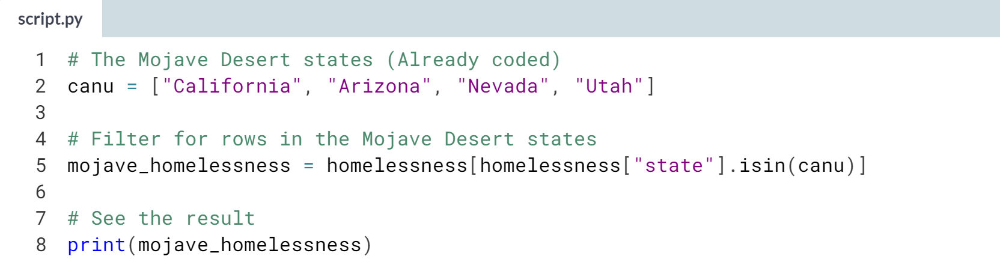 script.py
1 # The Mojave Desert states (Already coded)
2 canu = ["California", "Arizona", "Nevada", "Utah"]
3
4 # Filter for rows in the Mojave Desert states
5 mojave_homelessness = homelessness[homelessness["state"].isin(canu)]
6
7 # See the result
8 print(mojave_homelessness)